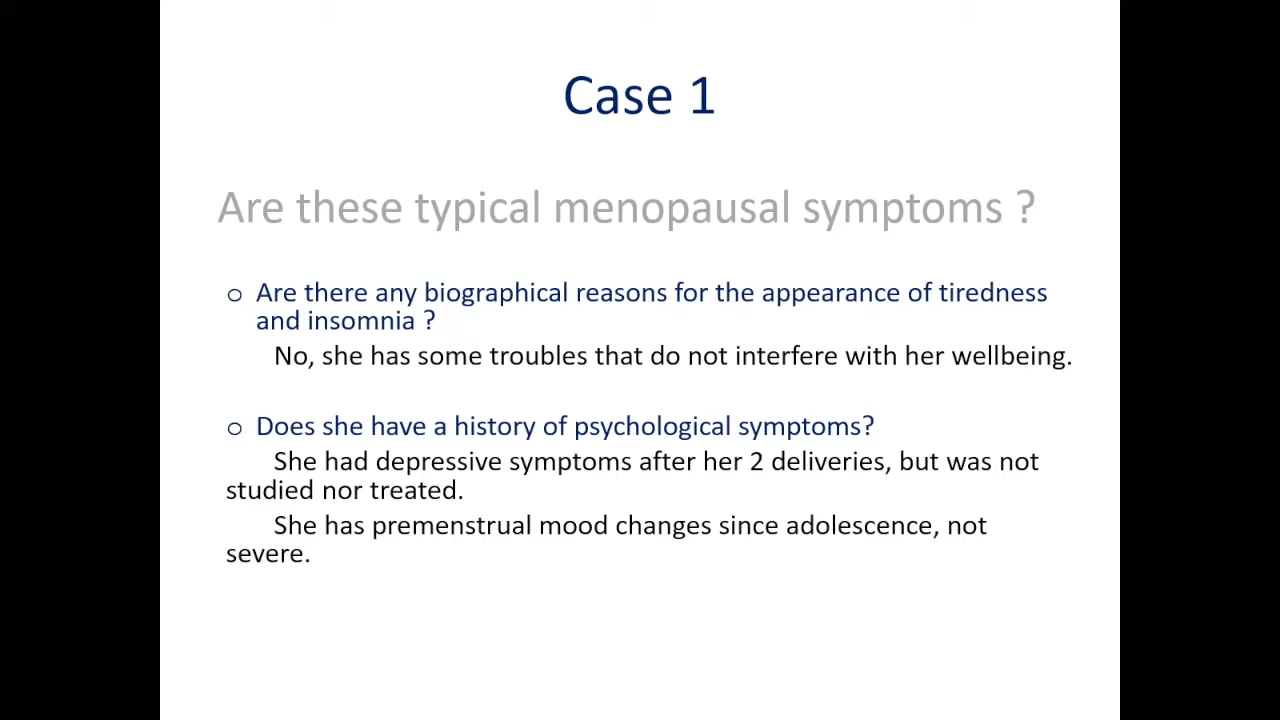 Case 1
Are these typical menopausal symptoms ?
o Are there any biographical reasons for the appearance of tiredness
and insomnia ?
No, she has some troubles that do not interfere with her wellbeing.
o Does she have a history of psychological symptoms?
She had depressive symptoms after her 2 deliveries, but was not
studied nor treated.
She has premenstrual mood changes since adolescence, not
severe.